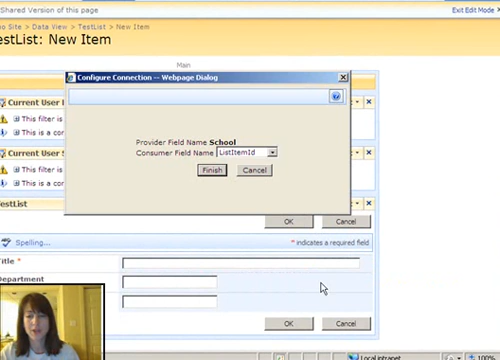 Shared Version of this page
Exit Edit Mode
Site > Data View > TestList > New Item
estList: New Item
Main
Configure Connection -- Webpage Dialog
Current User
This filter is
This is a con
Provider Field Name School
Consumer Field Name ListItemId
Finish Cancel
Current User S
This filter is
This is a con
estList
OK Cancel
Spelling...
* indicates a required field
Title *
Department
OK Cancel
Local intranet
100%